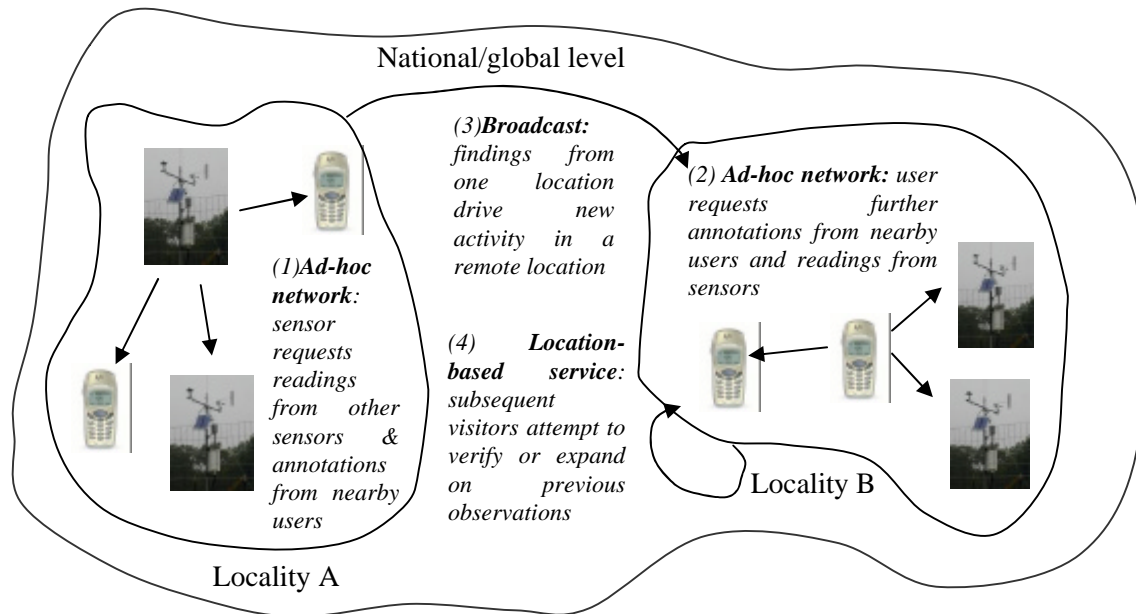 National/global level
(1)Ad-hoc
network:
sensor
requests
readings
from other
sensors &
annotations
from nearby
users
Locality A
(3)Broadcast:
findings from
one location
drive new
activity in a
remote location
(4) Location-
based service:
subsequent
visitors attempt to
verify or expand
on previous
observations
(2) Ad-hoc network: user
requests further
annotations from nearby
users and readings from
sensors
Locality B